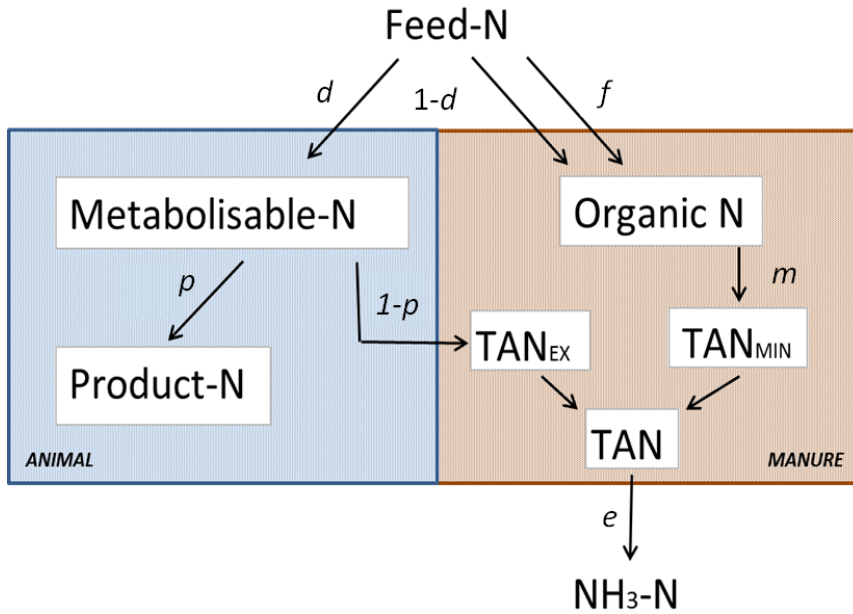 Feed-N
d
1-d
f
Metabolisable-N
Organic N
p
1-p
m
TANEX
TANMIN
Product-N
TAN
ANIMAL
MANURE
e
NH3-N